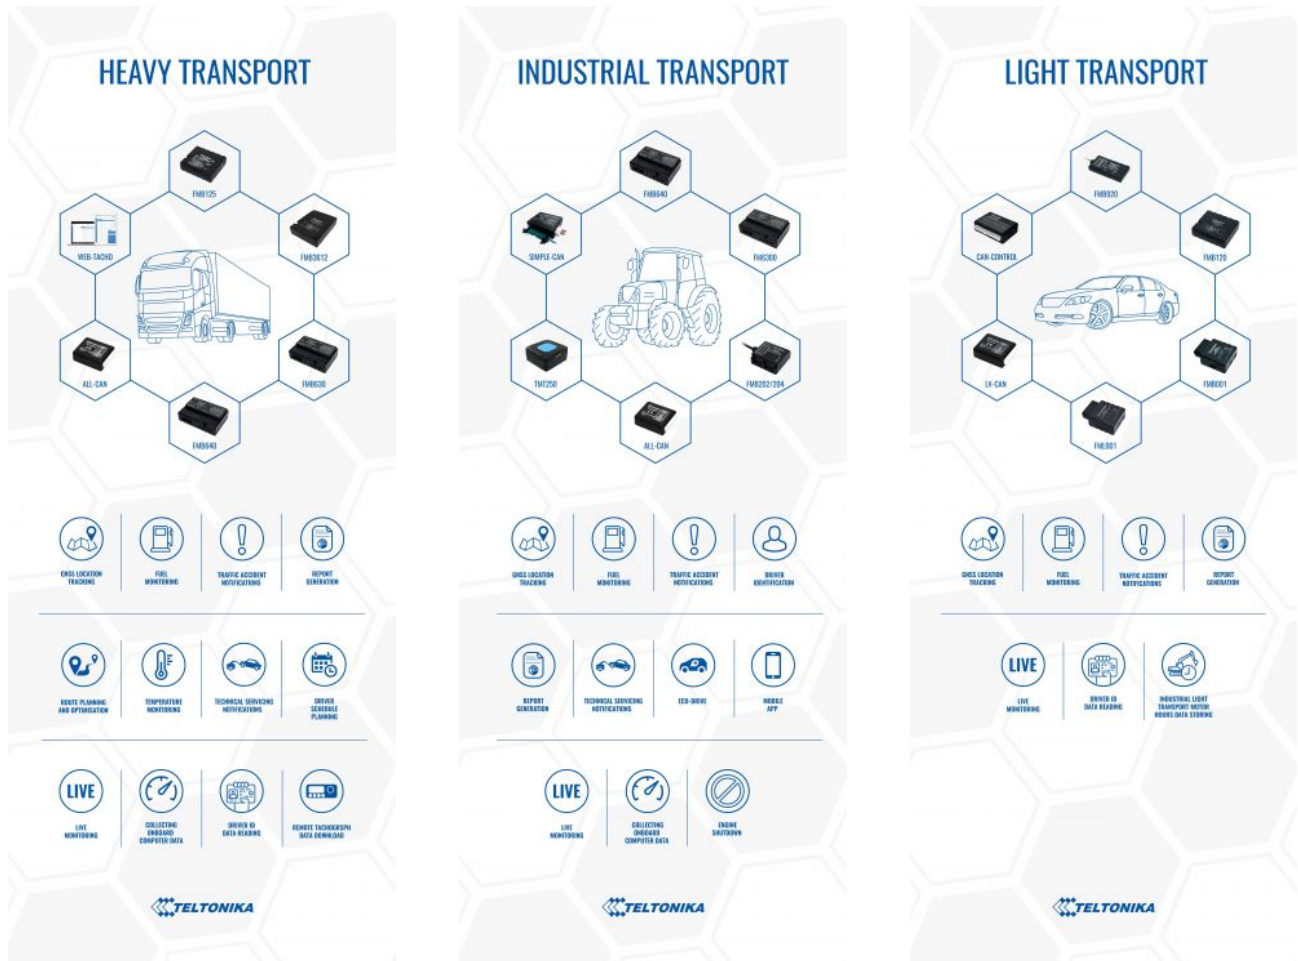 HEAVY TRANSPORT
FMB125
WEB-TACHO
FMB3612
ALL-CAN
FMB630
FMB640
GNSS LOCATION
TRACKING
FUEL
MONITORING
TRAFFIC ACCIDENT
NOTIFICATIONS
REPORT
GENERATION
ROUTE PLANNING
AND OPTIMISATION
TEMPERATURE
MONITORING
TECHNICAL SERVICING
NOTIFICATIONS
DRIVER
SCHEDULE
PLANNING
LIVE
LIVE
MONITORING
COLLECTING
ONBOARD
COMPUTER DATA
DRIVER ID
DATA READING
REMOTE TACHOGRSPH
DATA DOWNLOAD
TELTONIKA
INDUSTRIAL TRANSPORT
FMB640
SIMPLE-CAN
FM6300
TMT250
FMB202/204
ALL-CAN
GNSS LOCATION
TRACKING
FUEL
MONITORING
TRAFFIC ACCIDENT
NOTIFICATIONS
DRIVER
IDENTIFICATION
REPORT
GENERATION
TECHNICAL SERVICING
NOTIFICATIONS
ECO-DRIVE
MOBILE
APP
LIVE
LIVE
MONITORING
COLLECTING
ONBOARD
COMPUTER DATA
ENGINE
SHUTDOWN
TELTONIKA
LIGHT TRANSPORT
FMB920
CAN-CONTROL
FMB120
LV-CAN
FMB001
FML001
GNSS LOCATION
TRACKING
FUEL
MONITORING
TRAFFIC ACCIDENT
NOTIFICATIONS
REPORT
GENERATION
LIVE
LIVE
MONITORING
DRIVER ID
DATA READING
INDUSTRIAL LIGHT
TRANSPORT MOTOR
HOURS DATA STORING
TELTONIKA